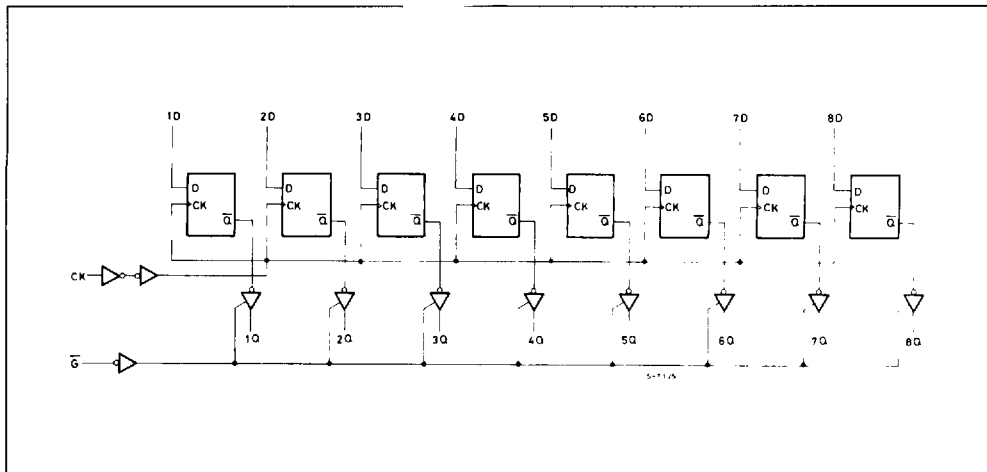 1D 2D 3D 4D 5D 6D 7D 8D
D D D D D D D D
CK CK CK CK CK CK CK CK
Q̅ Q̅ Q̅ Q̅ Q̅ Q̅ Q̅ Q̅
CK
1Q 2Q 3Q 4Q 5Q 6Q 7Q 8Q
G̅